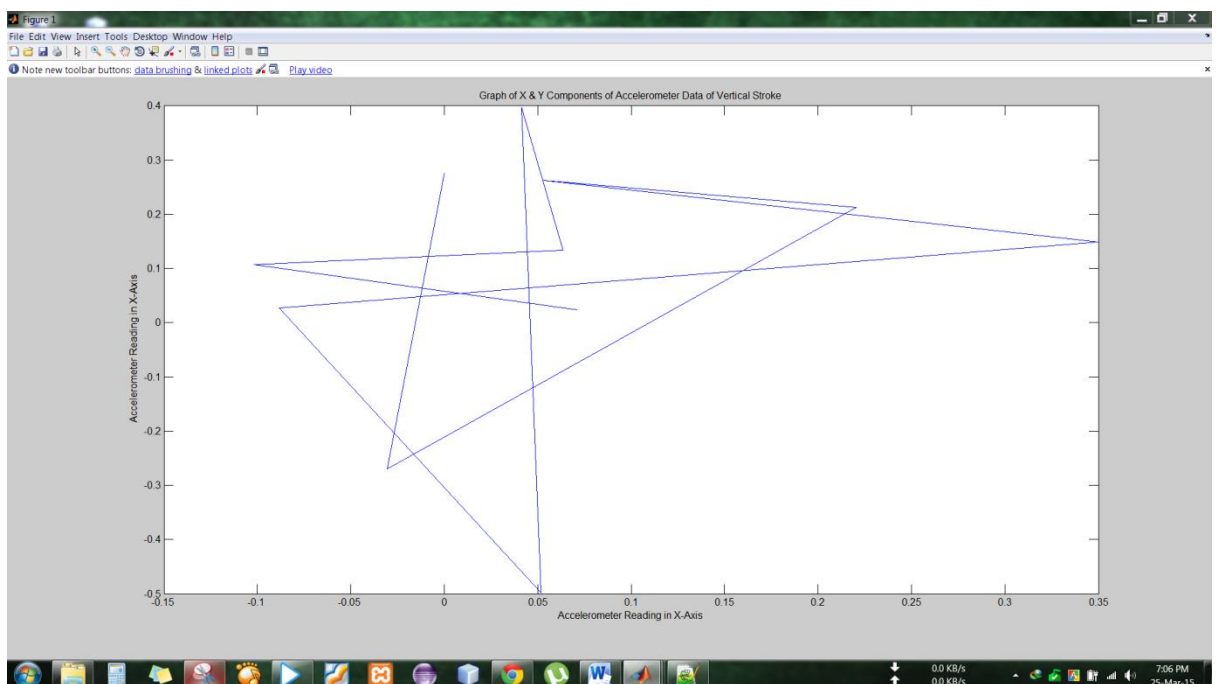 Figure 1
File Edit View Insert Tools Desktop Window Help
Note new toolbar buttons: data brushing & linked plots Play video
Graph of X & Y Components of Accelerometer Data of Vertical Stroke
0.4
0.3
0.2
0.1
0
-0.1
-0.2
-0.3
-0.4
-0.5
Accelerometer Reading in X-Axis
-0.15 -0.1 -0.05 0 0.05 0.1 0.15 0.2 0.25 0.3 0.35
Accelerometer Reading in X-Axis
0.0 KB/s
0.0 KB/s
7:06 PM
25-Mar-15